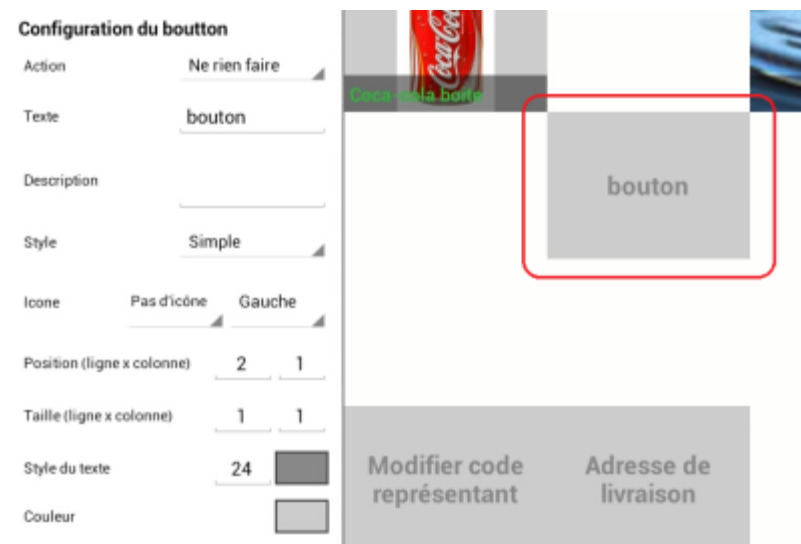 Configuration du boutton
Action Ne rien faire
Texte bouton
Description
Style Simple
Icone Pas d'icône Gauche
Position (ligne x colonne) 2 1
Taille (ligne x colonne) 1 1
Style du texte 24
Couleur
Coca-Cola
Coca-cola boite
bouton
Modifier code
représentant
Adresse de
livraison